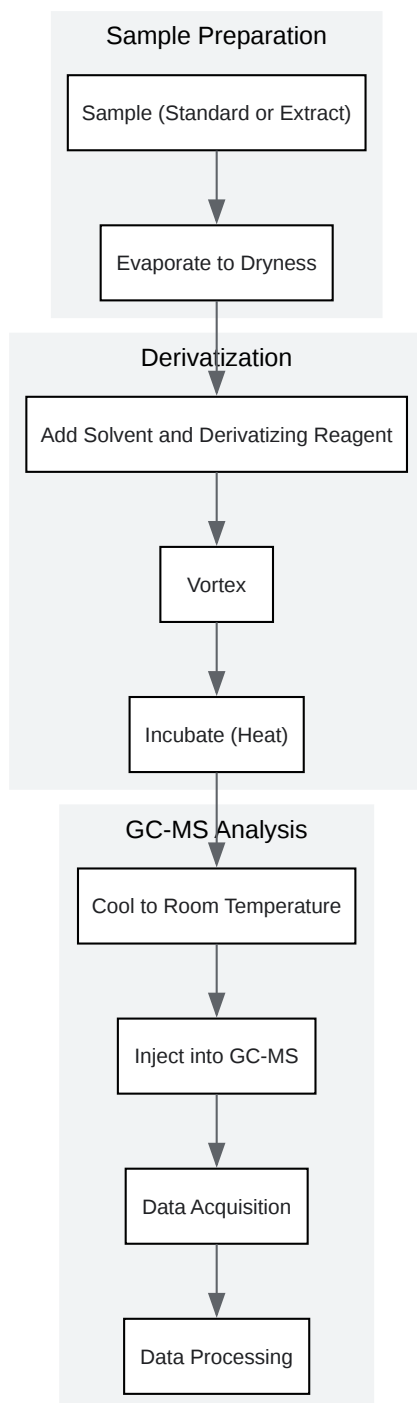 Sample Preparation
Sample (Standard or Extract)
Evaporate to Dryness
Derivatization
Add Solvent and Derivatizing Reagent
Vortex
Incubate (Heat)
GC-MS Analysis
Cool to Room Temperature
Inject into GC-MS
Data Acquisition
Data Processing